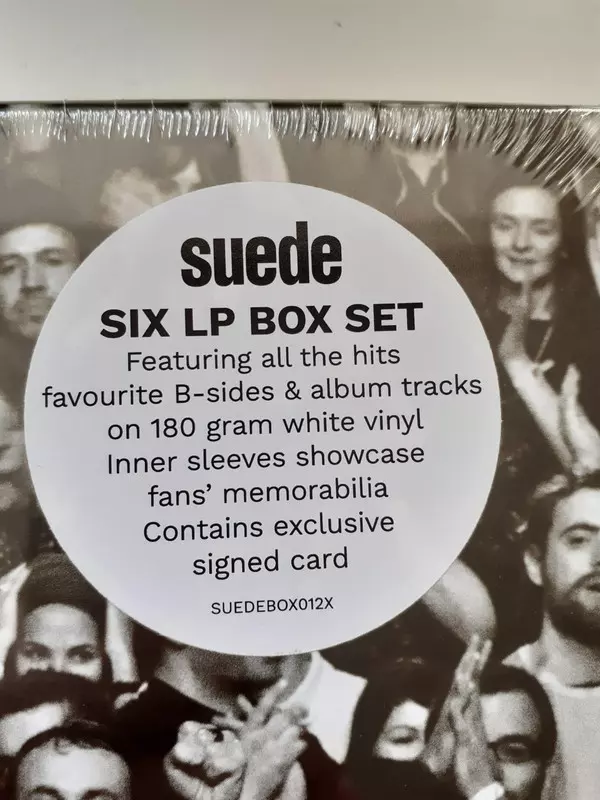 suede
SIX LP BOX SET
Featuring all the hits
favourite B-sides & album tracks
on 180 gram white vinyl
Inner sleeves showcase
fans’ memorabilia
Contains exclusive
signed card
SUEDEBOX012X